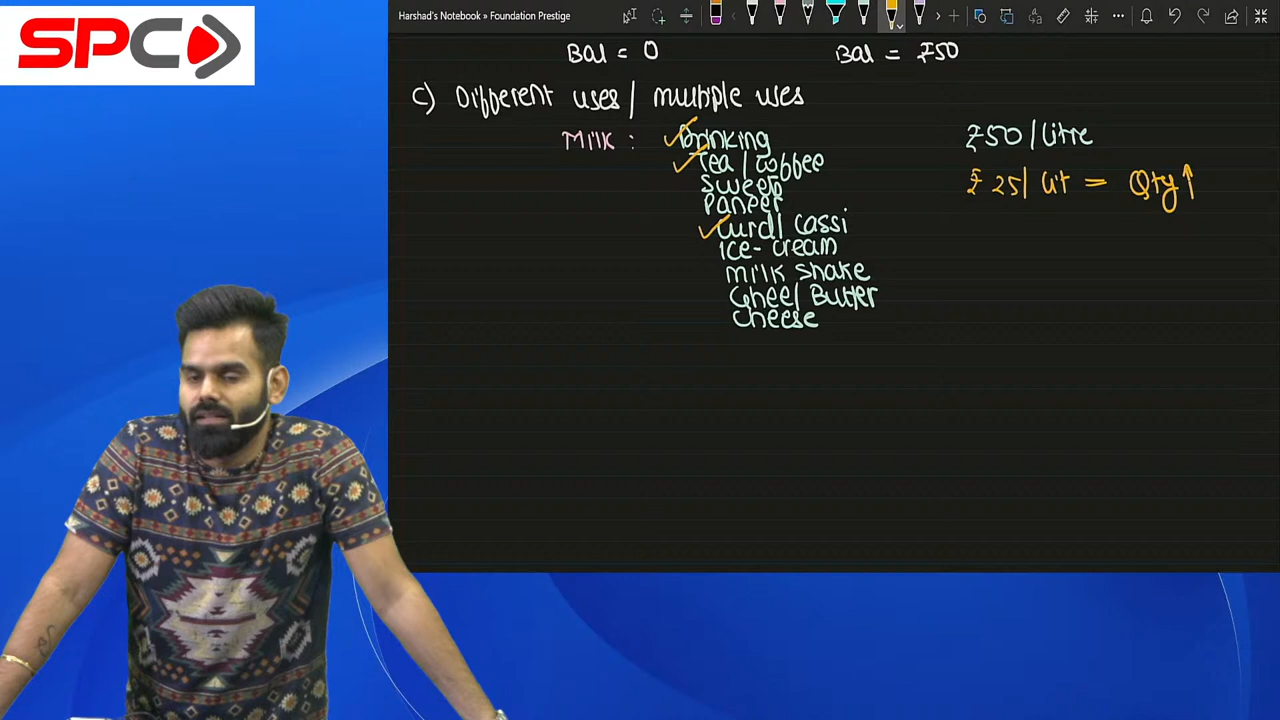 SPC
Harshad's Notebook » Foundation Prestige
Bal = 0 Bal = ₹50
C) Different uses / multiple uses
Milk : Drinking ₹50 / litre
Tea / Coffee ₹ 25 / lit = Qty ↑
Sweets
Paneer
Curd / Lassi
Ice-cream
Milk shake
Ghee / Butter
Cheese